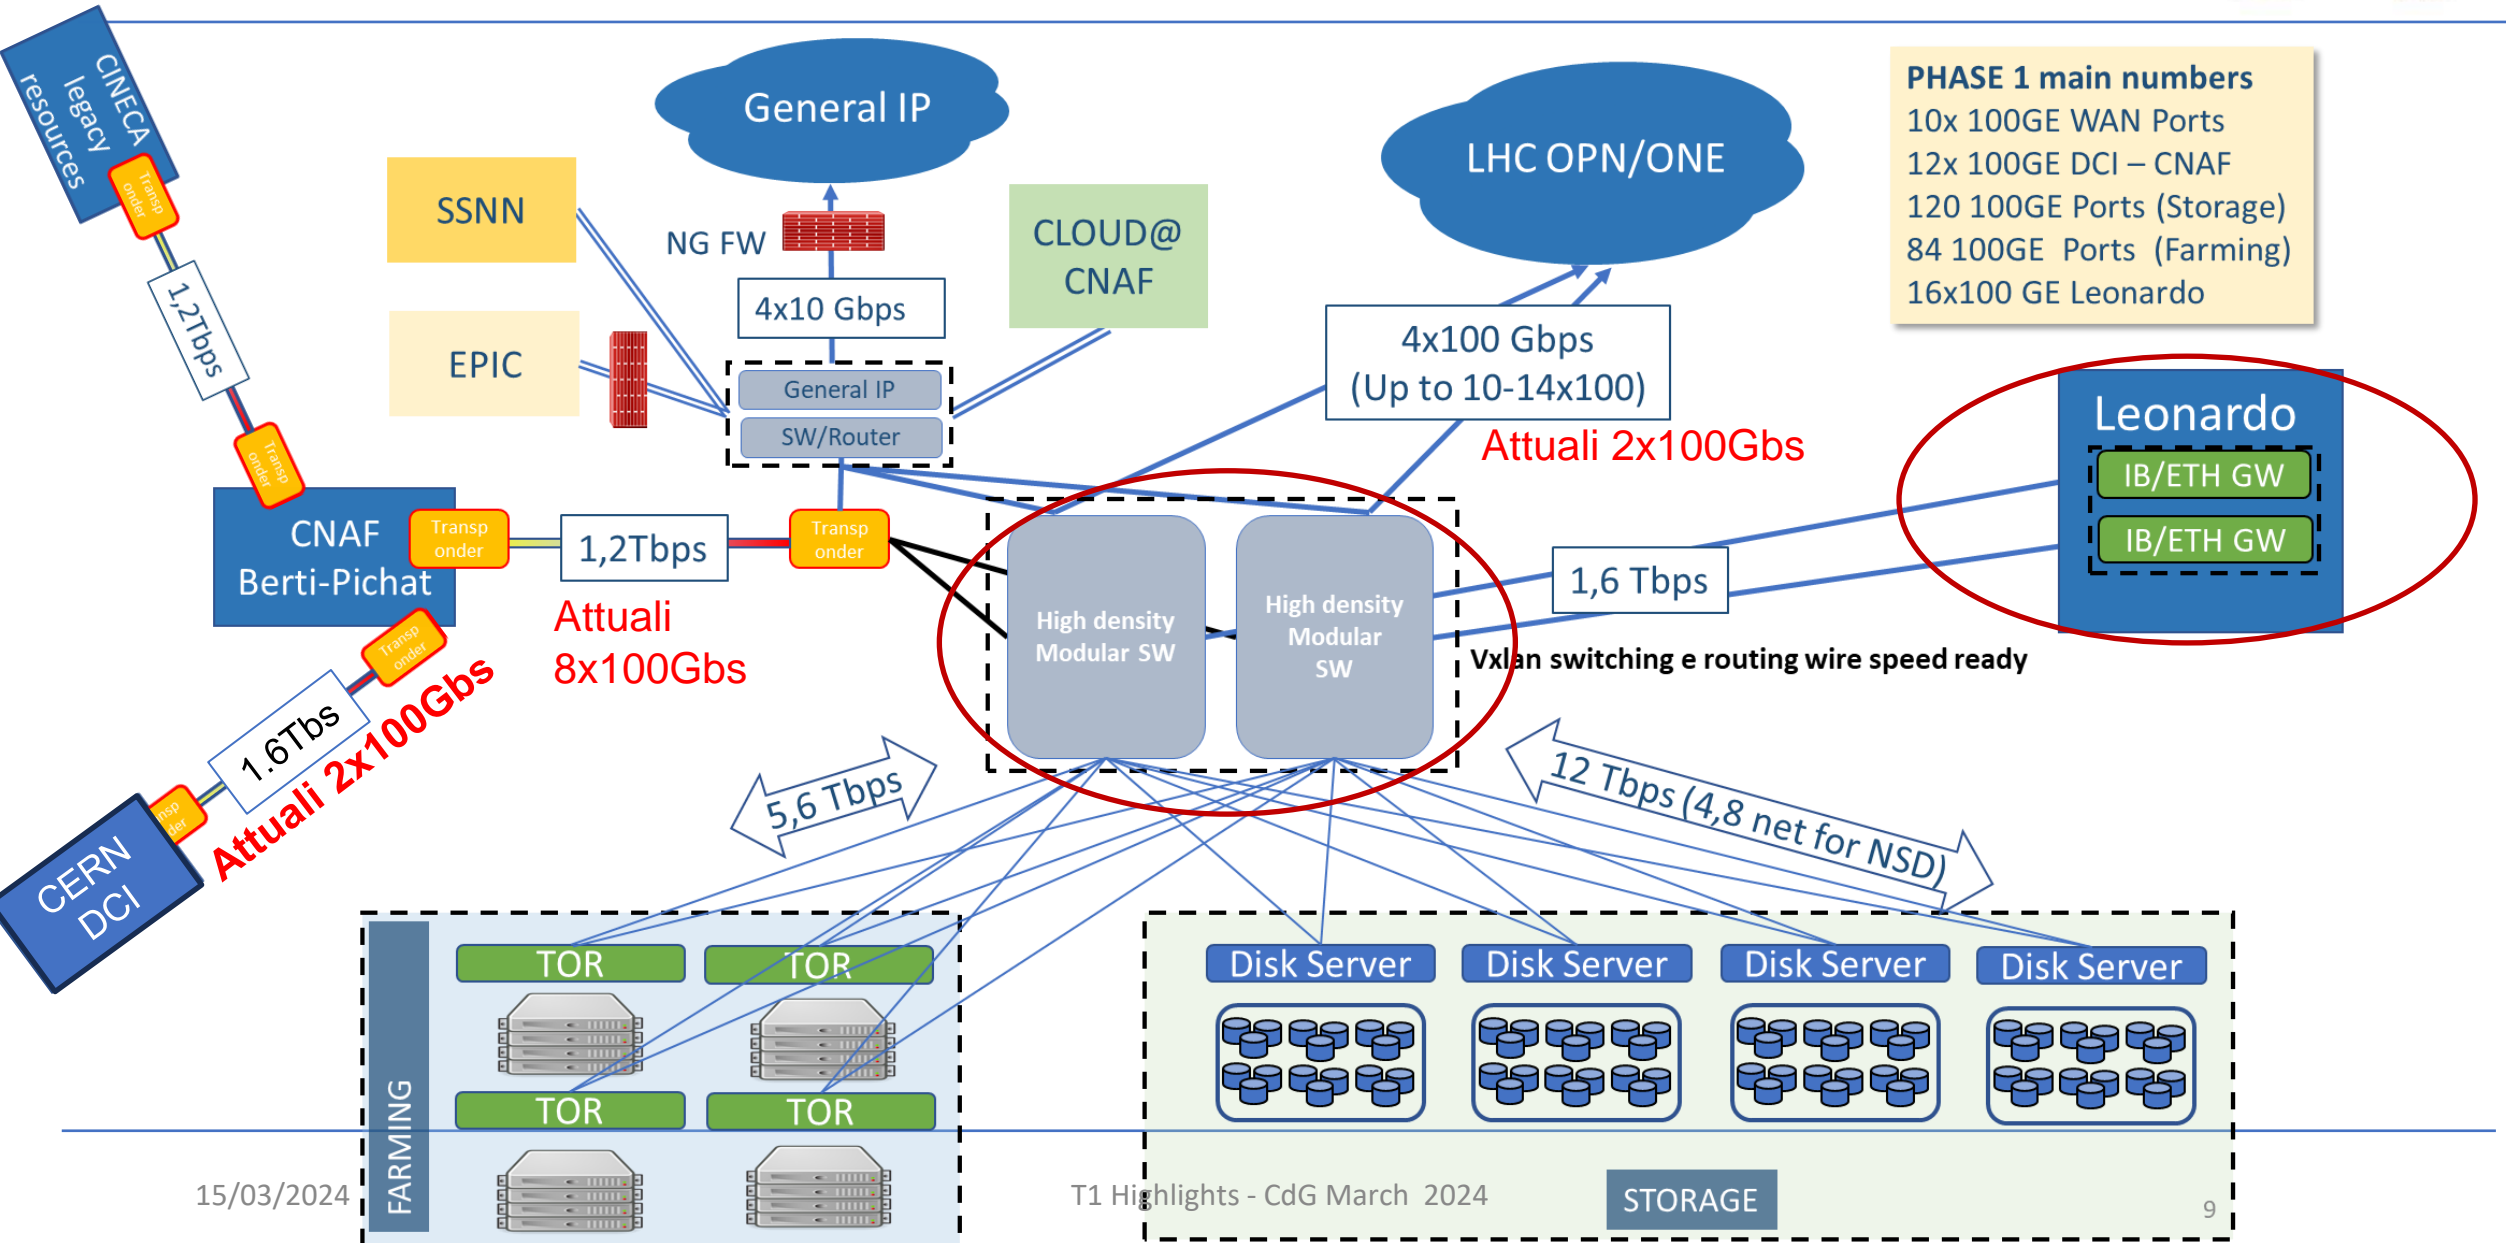 CINECA
legacy
resources
Transp
onder
1,2Tbps
Transp
onder
General IP
LHC OPN/ONE
PHASE 1 main numbers
10x 100GE WAN Ports
12x 100GE DCI – CNAF
120 100GE Ports (Storage)
84 100GE  Ports  (Farming)
16x100 GE Leonardo
SSNN
NG FW
CLOUD@
CNAF
4x10 Gbps
EPIC
General IP
SW/Router
4x100 Gbps
(Up to 10-14x100)
Attuali 2x100Gbs
Leonardo
IB/ETH GW
IB/ETH GW
CNAF
Berti-Pichat
Transp
onder
1,2Tbps
Transp
onder
Attuali
8x100Gbs
Transp
onder
High density
Modular SW
High density
Modular
SW
1,6 Tbps
Vxlan switching e routing wire speed ready
1.6Tbs
Attuali 2x100Gbs
nsp
der
CERN
DCI
5,6 Tbps
12 Tbps (4,8 net for NSD)
FARMING
TOR
TOR
TOR
TOR
Disk Server
Disk Server
Disk Server
Disk Server
STORAGE
15/03/2024
T1 Highlights - CdG March  2024
9